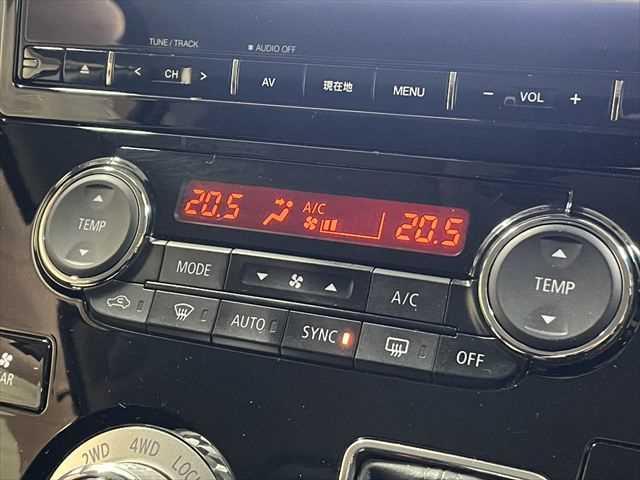 TUNE / TRACK
AUDIO OFF
< CH >
AV
現在地
MENU
− VOL +
20.5
A/C
20.5
TEMP
TEMP
MODE
A/C
AUTO
SYNC
OFF
2WD
4WD
LOCK